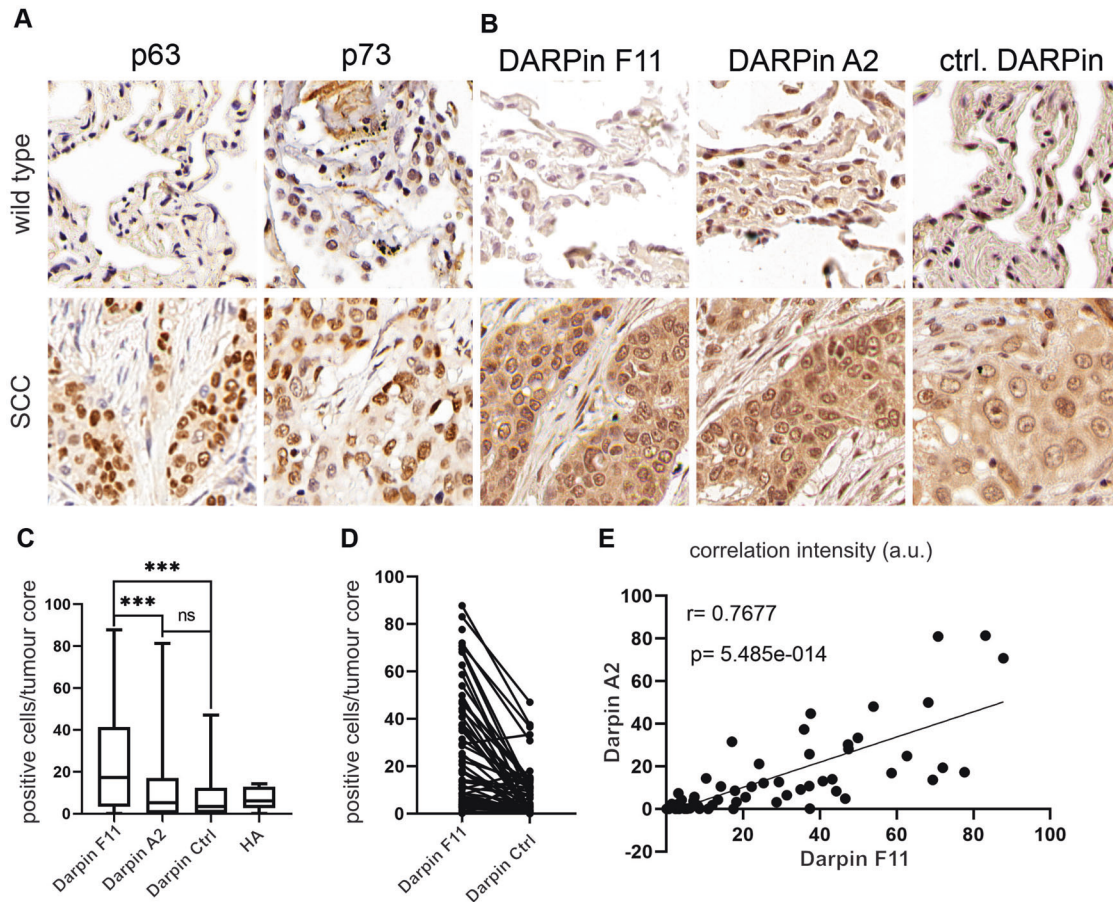 A
B
p63
p73
DARPin F11
DARPin A2
ctrl. DARPin
wild type
SCC
C
positive cells/tumour core
100
80
60
40
20
0
***
***
ns
Darpin F11
Darpin A2
Darpin Ctrl
HA
D
positive cells/tumour core
100
80
60
40
20
0
Darpin F11
Darpin Ctrl
E
correlation intensity (a.u.)
r= 0.7677
p= 5.485e-014
Darpin A2
100
80
60
40
20
0
-20
20
40
60
80
100
Darpin F11